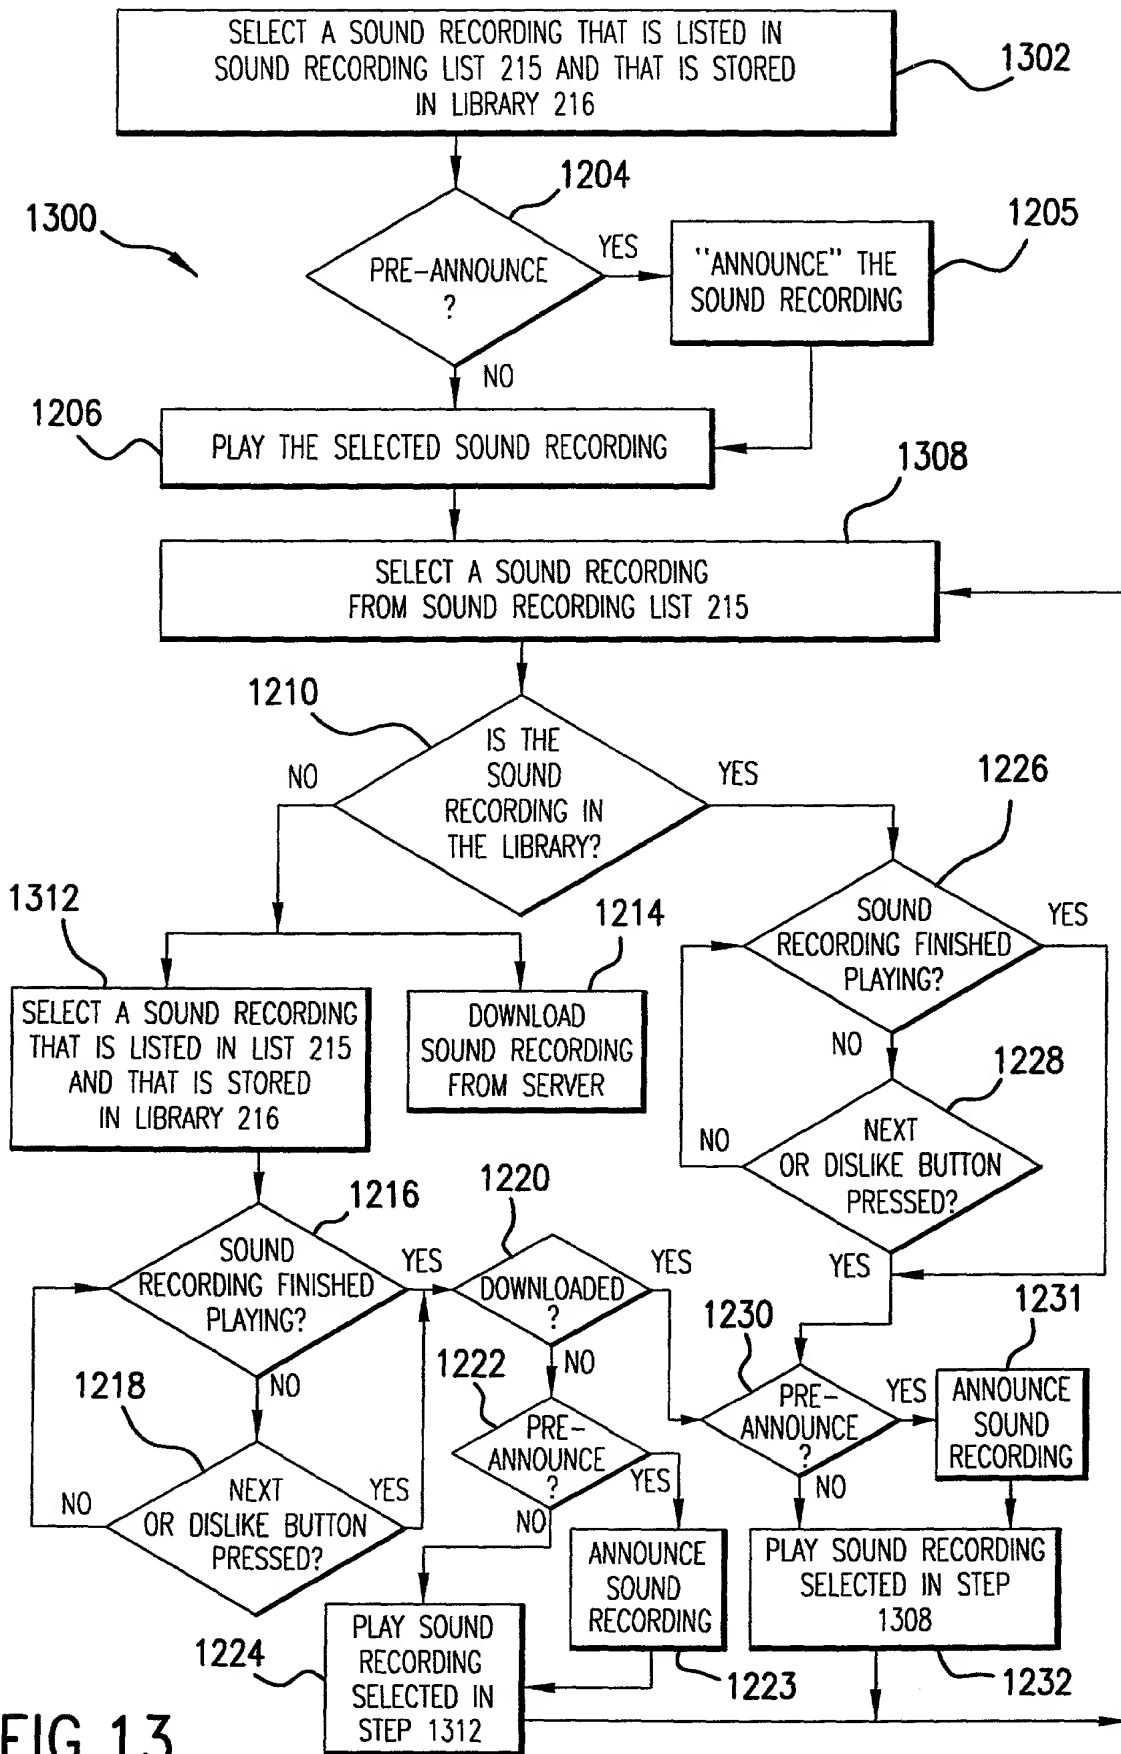 SELECT A SOUND RECORDING THAT IS LISTED IN
SOUND RECORDING LIST 215 AND THAT IS STORED
IN LIBRARY 216
1302
1204
1300
PRE-ANNOUNCE
?
YES
1205
"ANNOUNCE" THE
SOUND RECORDING
NO
1206
PLAY THE SELECTED SOUND RECORDING
1308
SELECT A SOUND RECORDING
FROM SOUND RECORDING LIST 215
1210
IS THE
SOUND
RECORDING IN
THE LIBRARY?
NO
YES
1226
SOUND
RECORDING FINISHED
PLAYING?
YES
NO
1228
NEXT
OR DISLIKE BUTTON
PRESSED?
NO
YES
1312
SELECT A SOUND RECORDING
THAT IS LISTED IN LIST 215
AND THAT IS STORED
IN LIBRARY 216
1214
DOWNLOAD
SOUND RECORDING
FROM SERVER
1216
SOUND
RECORDING FINISHED
PLAYING?
YES
NO
1218
NEXT
OR DISLIKE BUTTON
PRESSED?
NO
YES
1220
DOWNLOADED
?
YES
NO
1222
PRE-
ANNOUNCE
?
YES
NO
ANNOUNCE
SOUND
RECORDING
1223
1224
PLAY SOUND
RECORDING
SELECTED IN
STEP 1312
1230
PRE-
ANNOUNCE
?
YES
NO
1231
ANNOUNCE
SOUND
RECORDING
PLAY SOUND RECORDING
SELECTED IN STEP
1308
1232
FIG.13